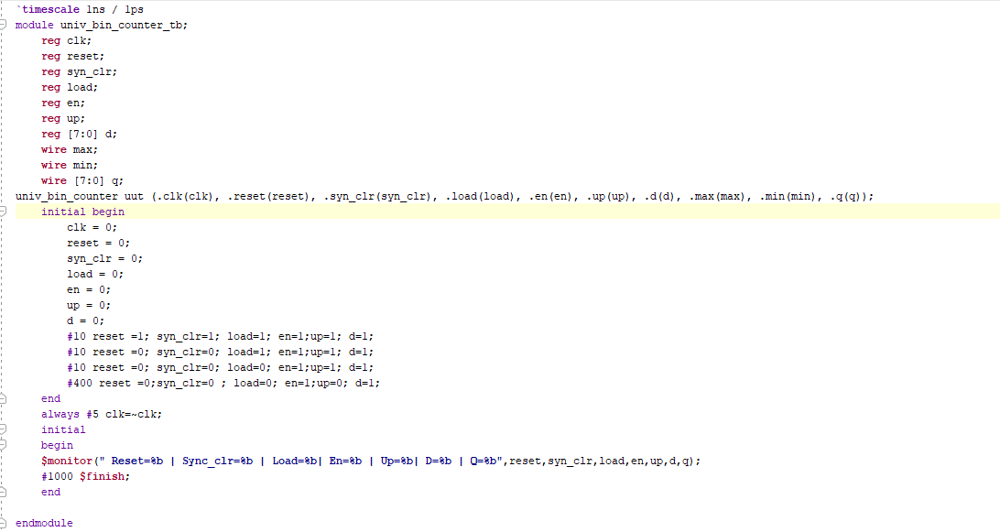 `timescale 1ns / 1ps
module univ_bin_counter_tb;
reg clk;
reg reset;
reg syn_clr;
reg load;
reg en;
reg up;
reg [7:0] d;
wire max;
wire min;
wire [7:0] q;
univ_bin_counter uut (.clk(clk), .reset(reset), .syn_clr(syn_clr), .load(load), .en(en), .up(up), .d(d), .max(max), .min(min), .q(q));
initial begin
clk = 0;
reset = 0;
syn_clr = 0;
load = 0;
en = 0;
up = 0;
d = 0;
#10 reset =1; syn_clr=1; load=1; en=1;up=1; d=1;
#10 reset =0; syn_clr=0; load=1; en=1;up=1; d=1;
#10 reset =0; syn_clr=0; load=0; en=1;up=1; d=1;
#400 reset =0;syn_clr=0 ; load=0; en=1;up=0; d=1;
end
always #5 clk=~clk;
initial
begin
$monitor(" Reset=%b | Sync_clr=%b | Load=%b| En=%b | Up=%b| D=%b | Q=%b",reset,syn_clr,load,en,up,d,q);
#1000 $finish;
end
endmodule